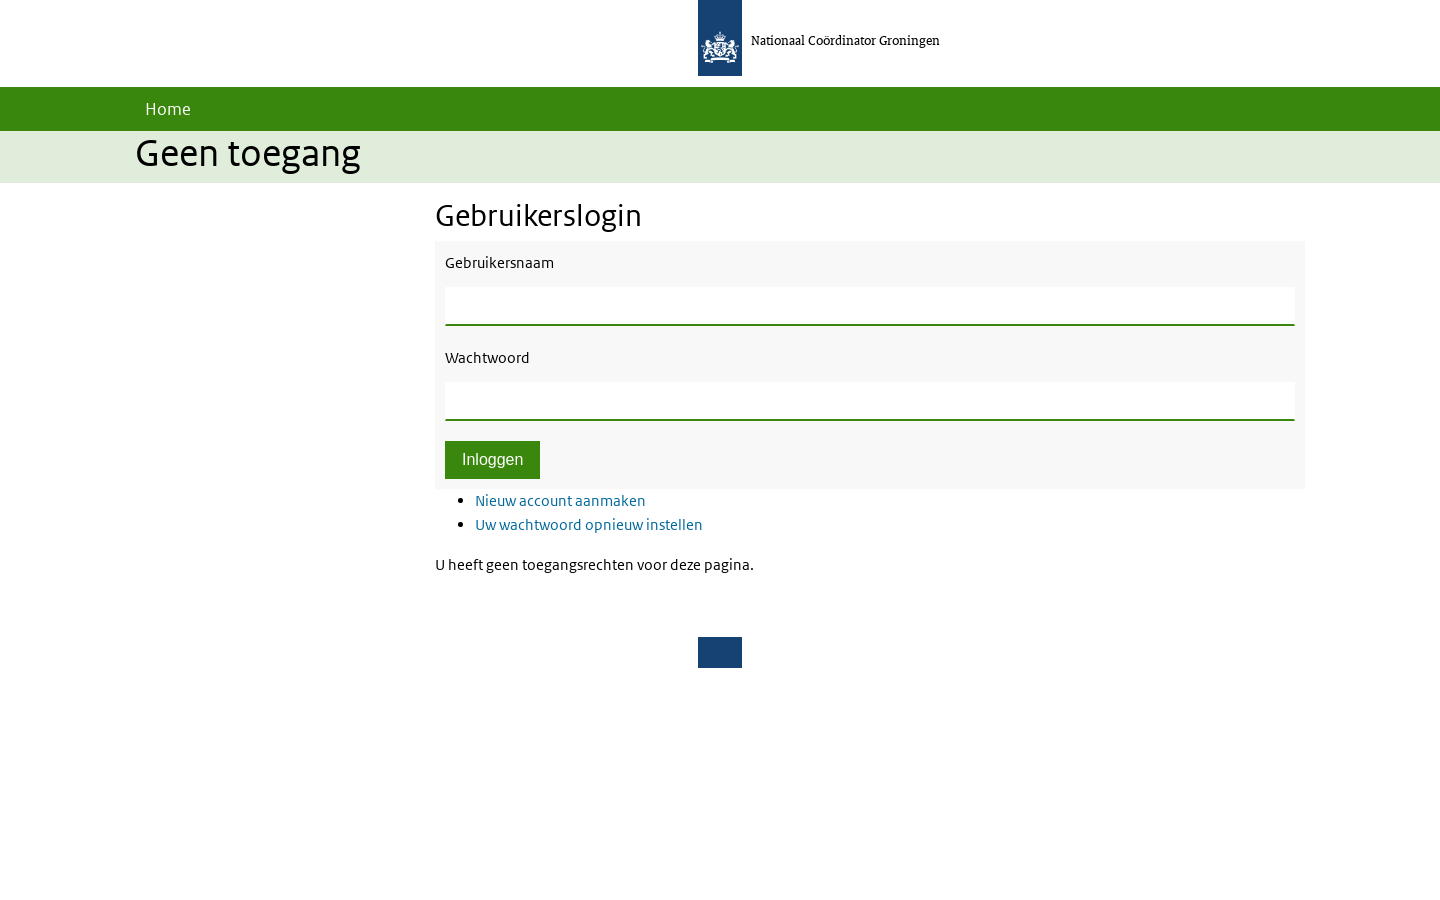 Nationaal Coördinator Groningen
Home
Geen toegang
Gebruikerslogin
Gebruikersnaam
Wachtwoord
Inloggen
Nieuw account aanmaken
Uw wachtwoord opnieuw instellen
U heeft geen toegangsrechten voor deze pagina.